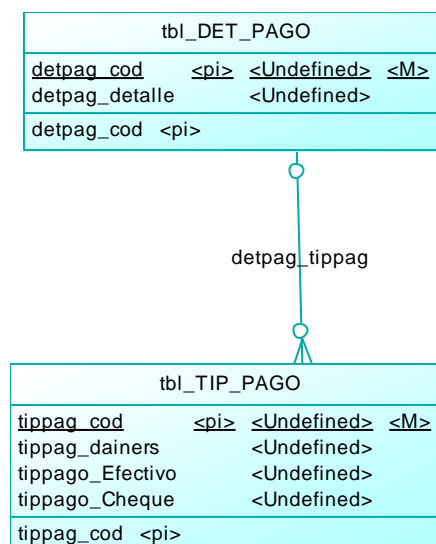 tbl_DET_PAGO
detpag_cod <pi> <Undefined> <M>
detpag_detalle <Undefined>
detpag_cod <pi>
detpag_tippag
tbl_TIP_PAGO
tippag_cod <pi> <Undefined> <M>
tippag_dainers <Undefined>
tippago_Efectivo <Undefined>
tippago_Cheque <Undefined>
tippag_cod <pi>